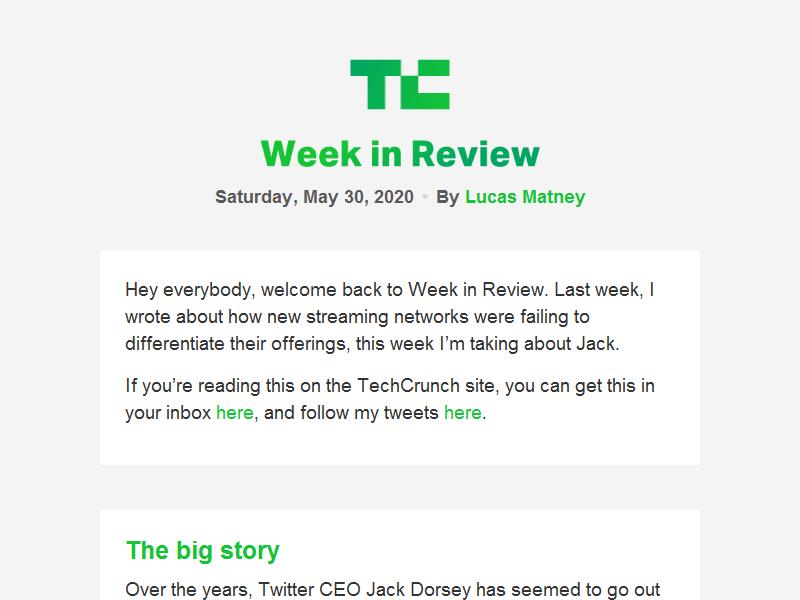 TC
Week in Review
Saturday, May 30, 2020 • By Lucas Matney
Hey everybody, welcome back to Week in Review. Last week, I
wrote about how new streaming networks were failing to
differentiate their offerings, this week I’m taking about Jack.
If you’re reading this on the TechCrunch site, you can get this in
your inbox here, and follow my tweets here.
The big story
Over the years, Twitter CEO Jack Dorsey has seemed to go out